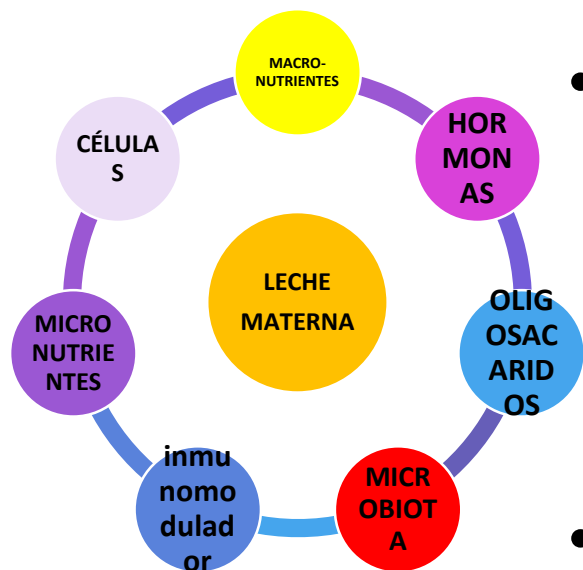 MACRO-
NUTRIENTES
HOR
MON
AS
OLIG
OSAC
ARID
OS
MICR
OBIOT
A
inmu
nomo
dulad
or
MICRO
NUTRIE
NTES
CÉLULA
S
LECHE
MATERNA